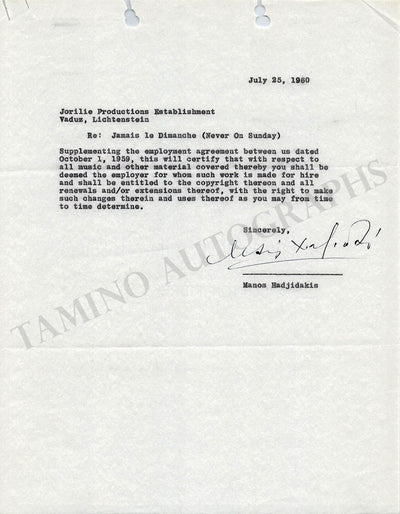 July 25, 1960
Jorilie Productions Establishment
Vaduz, Lichtenstein
Re: Jamais le Dimanche (Never On Sunday)
Supplementing the employment agreement between us dated
October 1, 1959, this will certify that with respect to
all music and other material covered thereby you shall be
deemed the employer for whom such work is made for hire
and shall be entitled to the copyright thereon and all
renewals and/or extensions thereof, with the right to make
such changes therein and uses thereof as you may from time
to time determine.
Sincerely,
Manos Hadjidakis
TAMINO AUTOGRAPHS